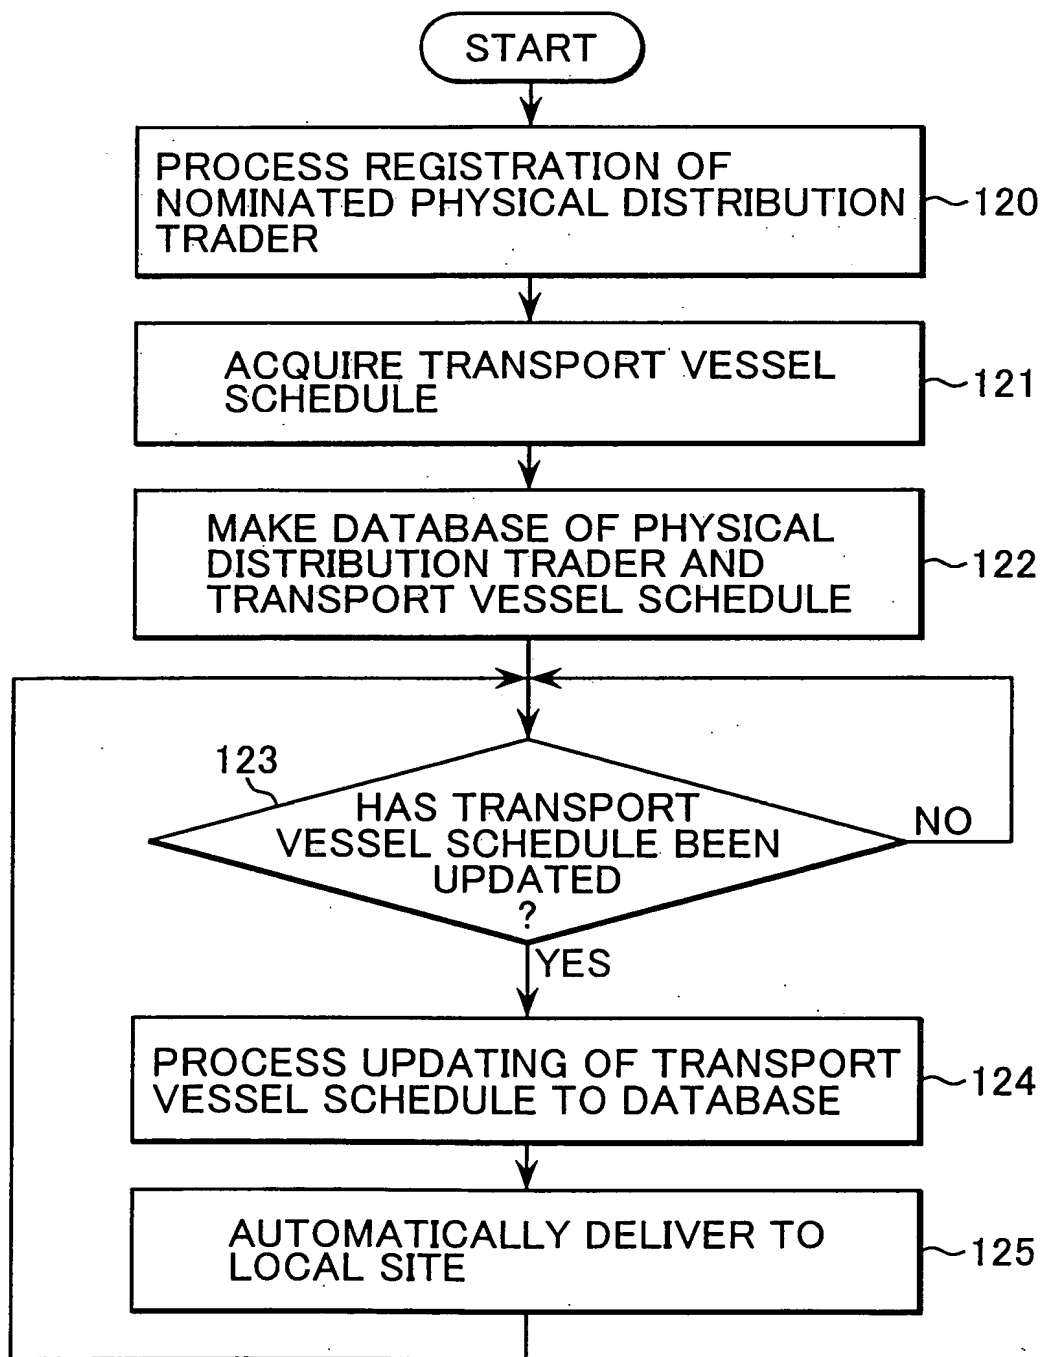 START
PROCESS REGISTRATION OF
NOMINATED PHYSICAL DISTRIBUTION
TRADER
120
ACQUIRE TRANSPORT VESSEL
SCHEDULE
121
MAKE DATABASE OF PHYSICAL
DISTRIBUTION TRADER AND
TRANSPORT VESSEL SCHEDULE
122
123
HAS TRANSPORT
VESSEL SCHEDULE BEEN
UPDATED
?
NO
YES
PROCESS UPDATING OF TRANSPORT
VESSEL SCHEDULE TO DATABASE
124
AUTOMATICALLY DELIVER TO
LOCAL SITE
125